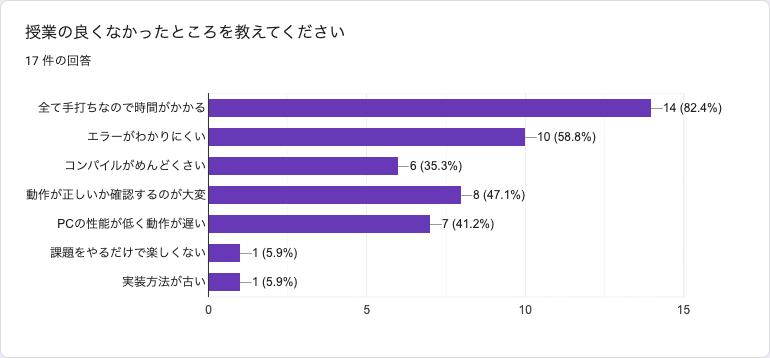 授業の良くなかったところを教えてください
17 件の回答
全て手打ちなので時間がかかる 14 (82.4%)
エラーがわかりにくい 10 (58.8%)
コンパイルがめんどくさい 6 (35.3%)
動作が正しいか確認するのが大変 8 (47.1%)
PCの性能が低く動作が遅い 7 (41.2%)
課題をやるだけで楽しくない 1 (5.9%)
実装方法が古い 1 (5.9%)
0 5 10 15